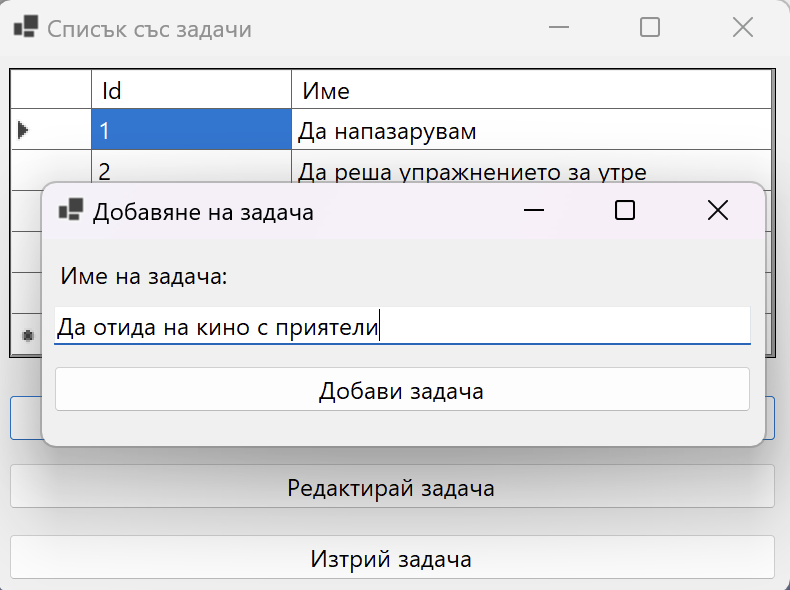 Списък със задачи
Id Име
1 Да напазарувам
2 Да реша упражнението за утре
Добавяне на задача
Име на задача:
Да отида на кино с приятели
Добави задача
Редактирай задача
Изтрий задача